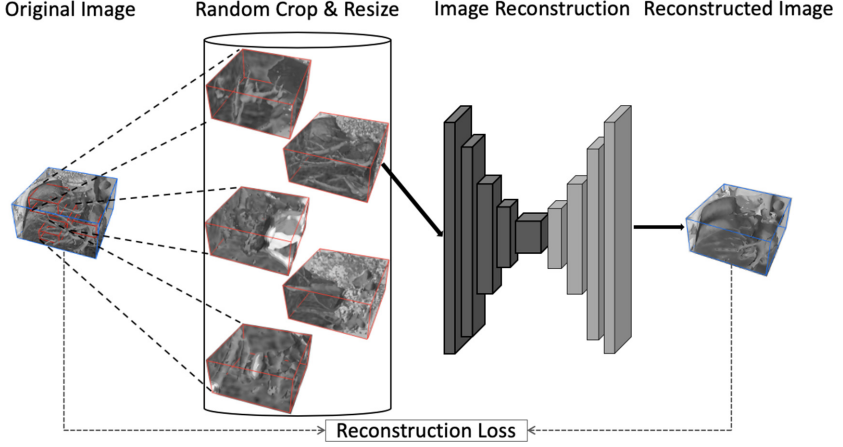 Original Image
Random Crop & Resize
Image Reconstruction
Reconstructed Image
Reconstruction Loss